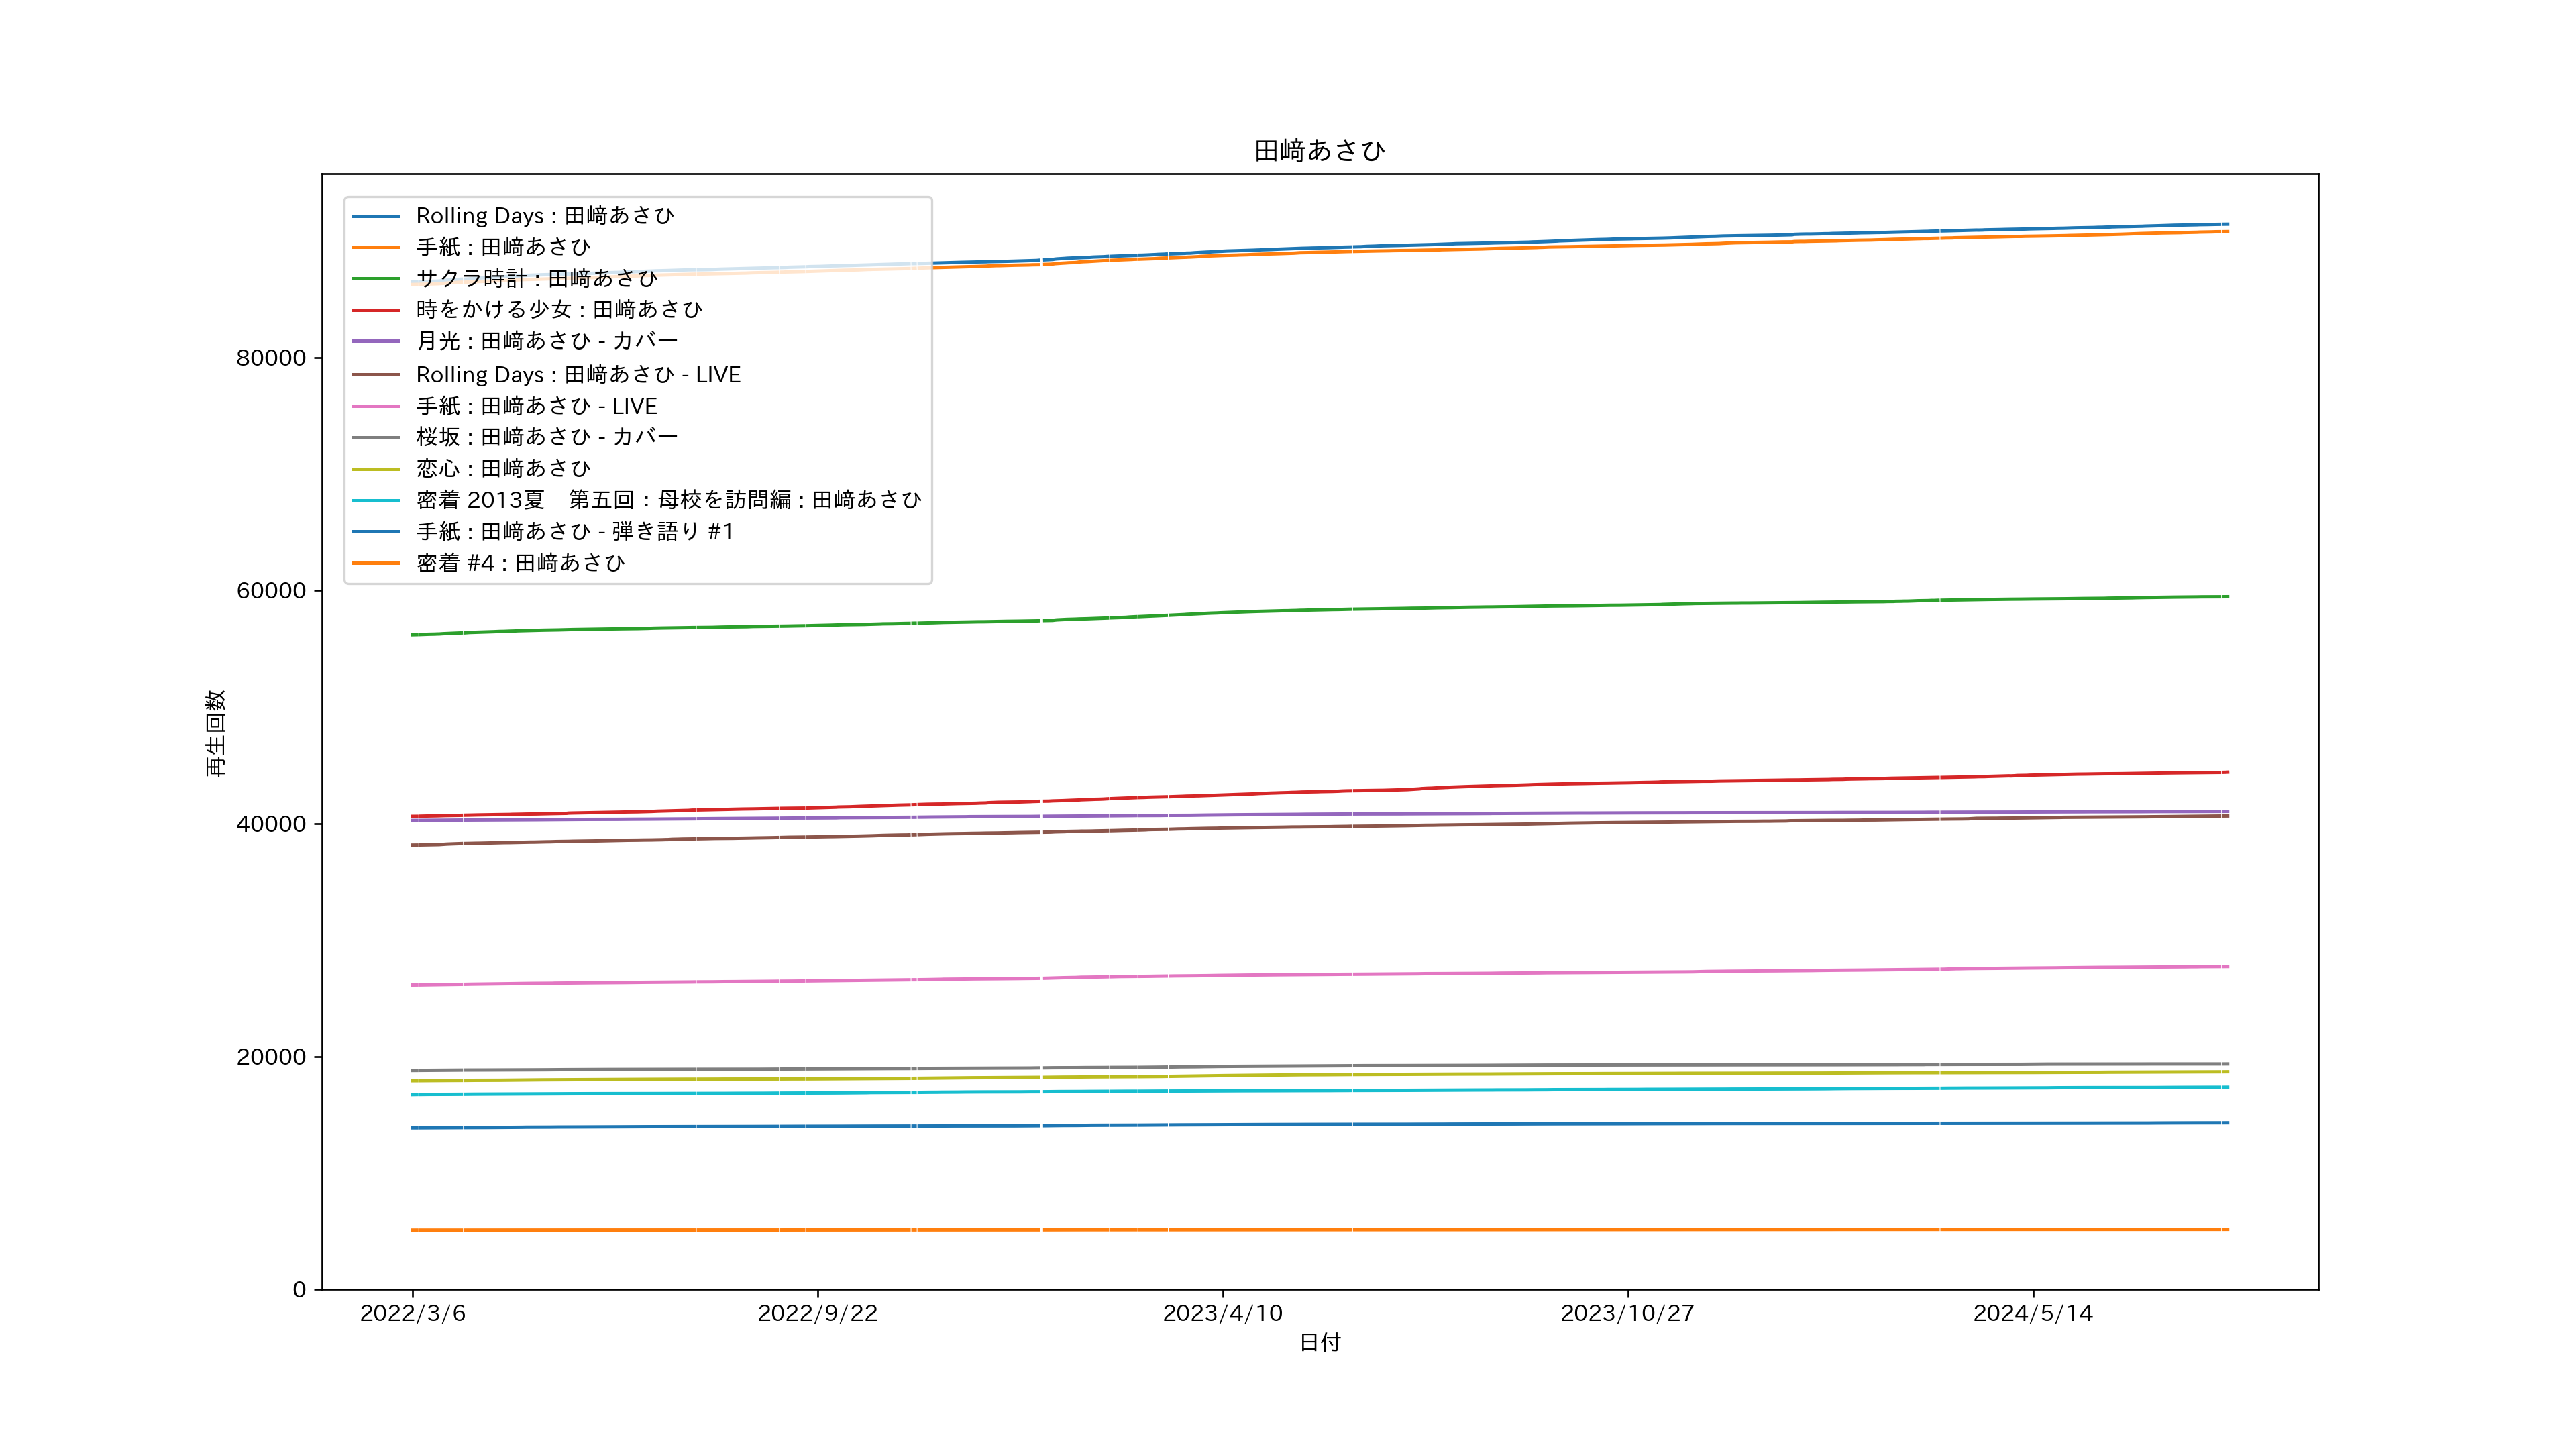 田﨑あさひ
Rolling Days : 田﨑あさひ
手紙 : 田﨑あさひ
サクラ時計 : 田﨑あさひ
時をかける少女 : 田﨑あさひ
月光 : 田﨑あさひ - カバー
Rolling Days : 田﨑あさひ - LIVE
手紙 : 田﨑あさひ - LIVE
桜坂 : 田﨑あさひ - カバー
恋心 : 田﨑あさひ
密着 2013夏　第五回：母校を訪問編 : 田﨑あさひ
手紙 : 田﨑あさひ - 弾き語り #1
密着 #4 : 田﨑あさひ
80000
60000
40000
20000
0
再生回数
2022/3/6
2022/9/22
2023/4/10
2023/10/27
2024/5/14
日付